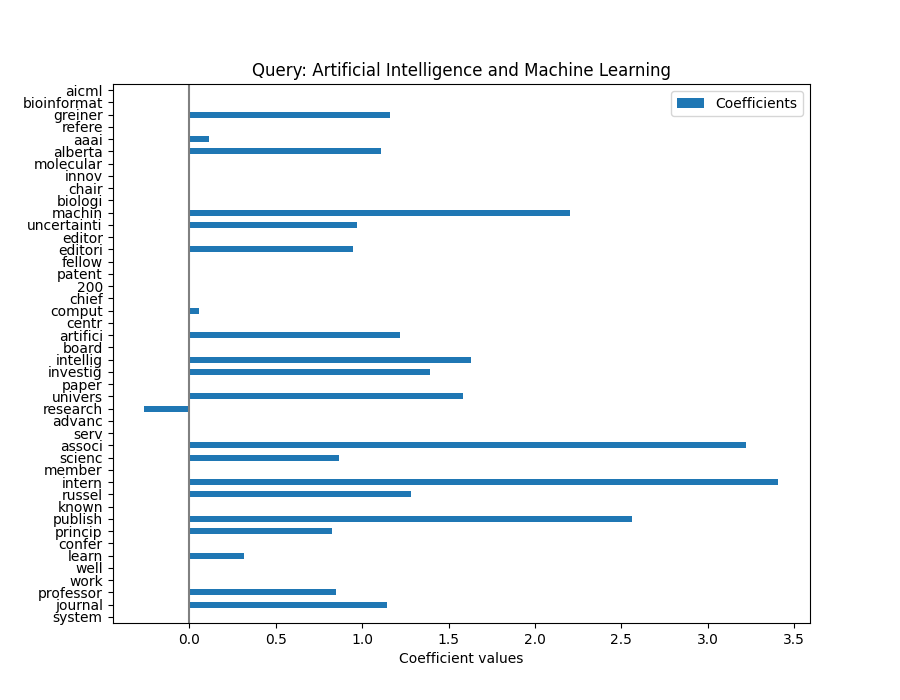 Query: Artificial Intelligence and Machine Learning
Coefficients
aicml
bioinformat
greiner
refere
aaai
alberta
molecular
innov
chair
biologi
machin
uncertainti
editor
editori
fellow
patent
200
chief
comput
centr
artifici
board
intellig
investig
paper
univers
research
advanc
serv
associ
scienc
member
intern
russel
known
publish
princip
confer
learn
well
work
professor
journal
system
0.0 0.5 1.0 1.5 2.0 2.5 3.0 3.5
Coefficient values